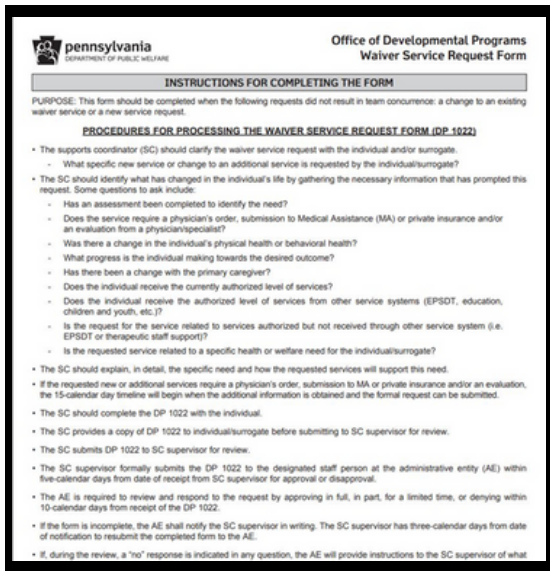 pennsylvania
DEPARTMENT OF PUBLIC WELFARE
Office of Developmental Programs
Waiver Service Request Form
INSTRUCTIONS FOR COMPLETING THE FORM
PURPOSE: This form should be completed when the following requests did not result in team concurrence: a change to an existing
waiver service or a new service request.
PROCEDURES FOR PROCESSING THE WAIVER SERVICE REQUEST FORM (DP 1022)
• The supports coordinator (SC) should clarify the waiver service request with the individual and/or surrogate.
- What specific new service or change to an additional service is requested by the individual/surrogate?
• The SC should identify what has changed in the individual's life by gathering the necessary information that has prompted this
request. Some questions to ask include:
- Has an assessment been completed to identify the need?
- Does the service require a physician's order, submission to Medical Assistance (MA) or private insurance and/or
an evaluation from a physician/specialist?
- Was there a change in the individual's physical health or behavioral health?
- What progress is the individual making towards the desired outcome?
- Has there been a change with the primary caregiver?
- Does the individual receive the currently authorized level of services?
- Does the individual receive the authorized level of services from other service systems (EPSDT, education,
children and youth, etc.)?
- Is the request for the service related to services authorized but not received through other service system (i.e.
EPSDT or therapeutic staff support)?
- Is the requested service related to a specific health or welfare need for the individual/surrogate?
• The SC should explain, in detail, the specific need and how the requested services will support this need.
• If the requested new or additional services require a physician's order, submission to MA or private insurance and/or an evaluation,
the 15-calendar day timeline will begin when the additional information is obtained and the formal request can be submitted.
• The SC should complete the DP 1022 with the individual.
• The SC provides a copy of DP 1022 to individual/surrogate before submitting to SC supervisor for review.
• The SC submits DP 1022 to SC supervisor for review.
• The SC supervisor formally submits the DP 1022 to the designated staff person at the administrative entity (AE) within
five-calendar days from date of receipt from SC supervisor for approval or disapproval.
• The AE is required to review and respond to the request by approving in full, in part, for a limited time, or denying within
10-calendar days from receipt of the DP 1022.
• If the form is incomplete, the AE shall notify the SC supervisor in writing. The SC supervisor has three-calendar days from date
of notification to resubmit the completed form to the AE.
• If, during the review, a "no" response is indicated in any question, the AE will provide instructions to the SC supervisor of what